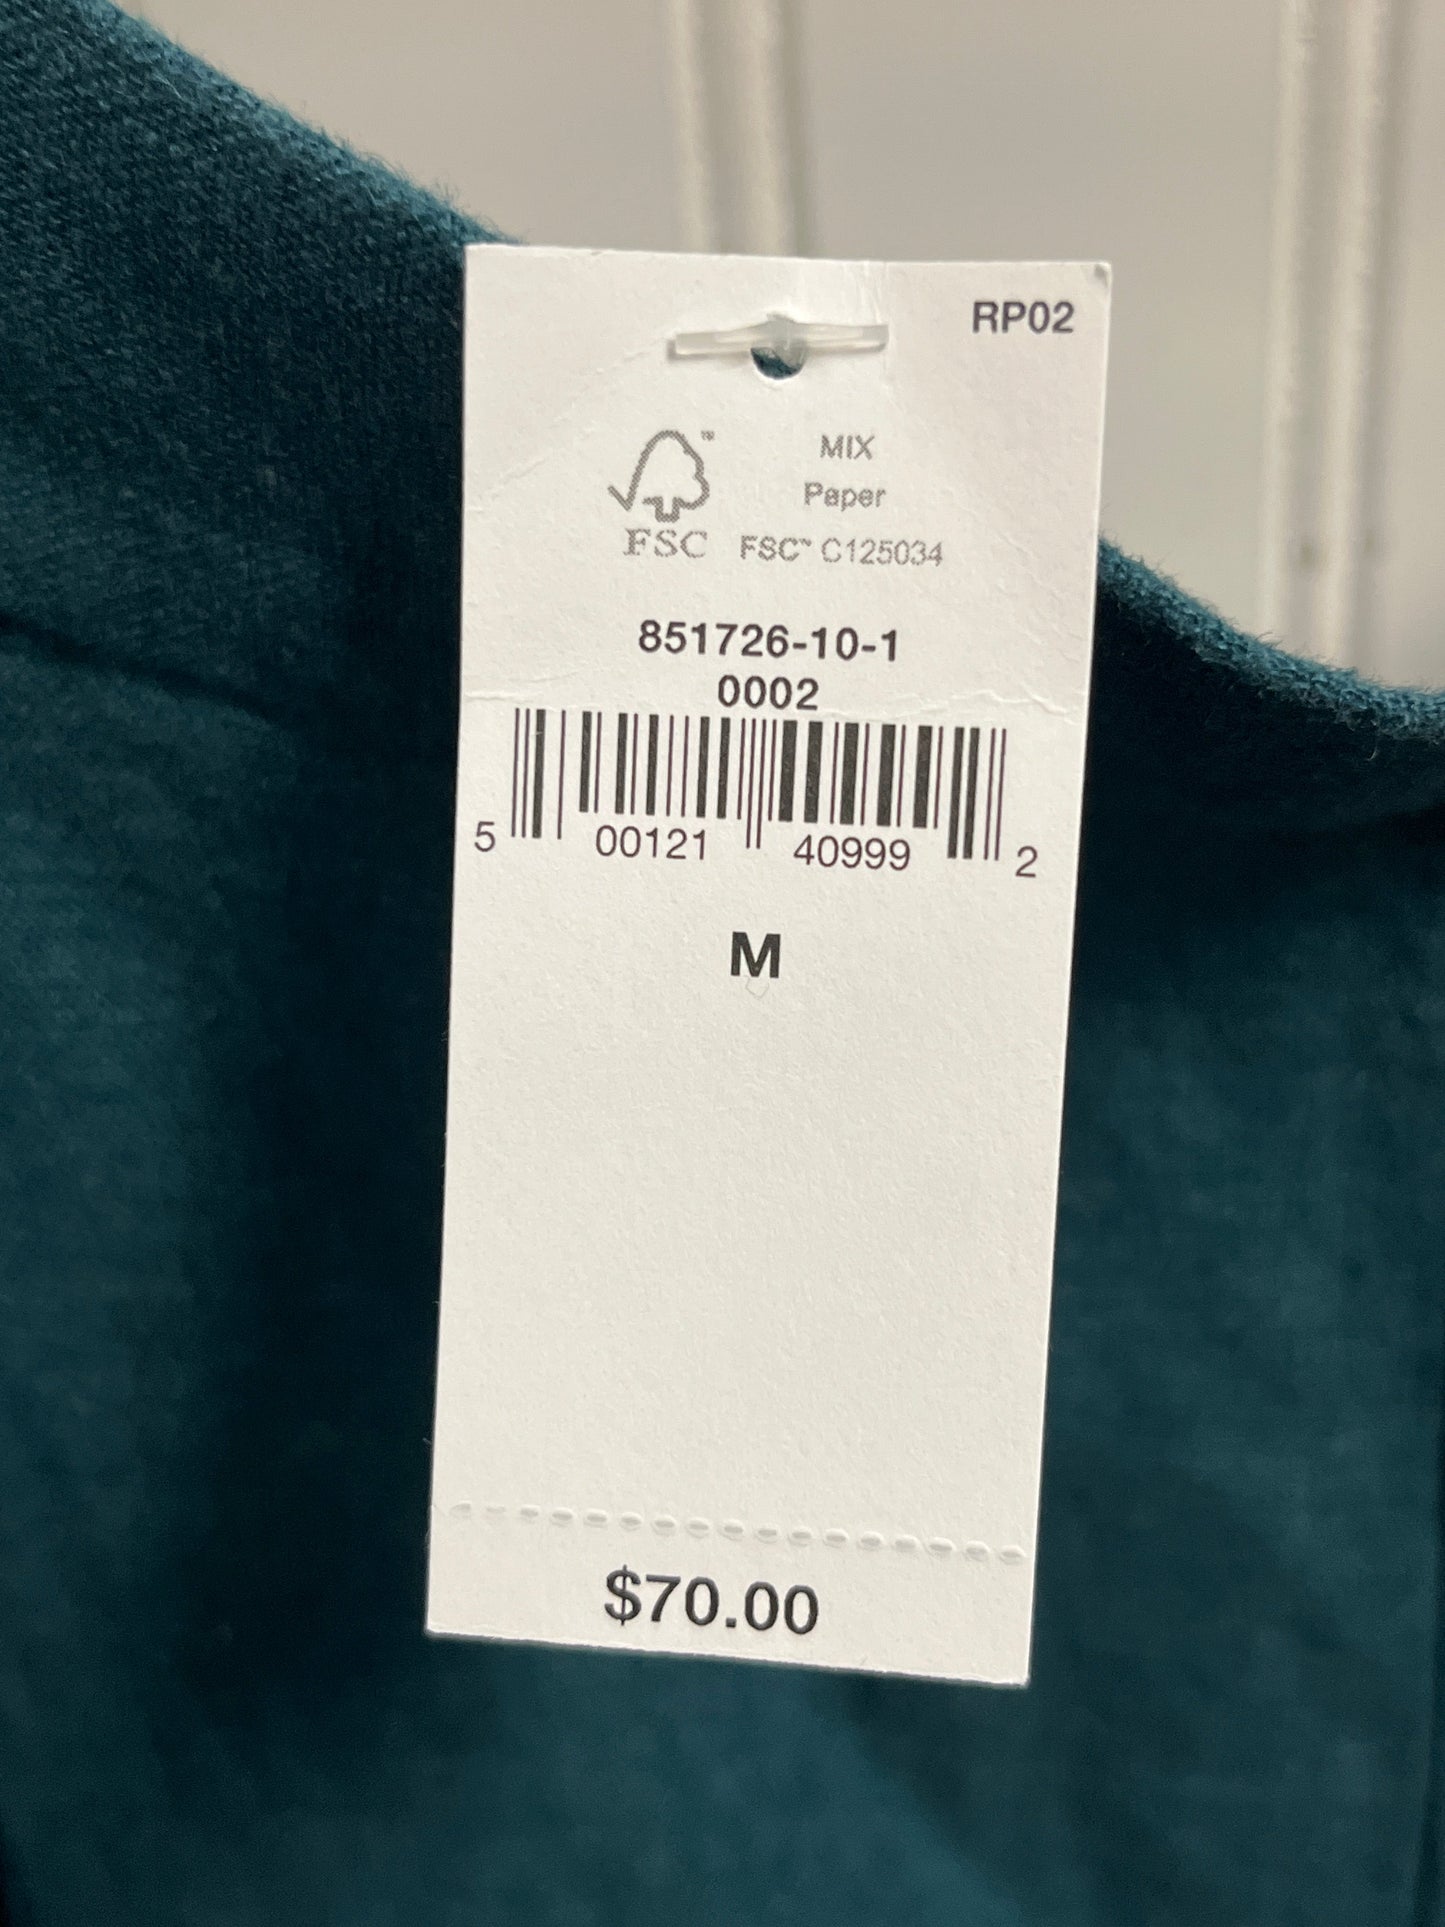 RP02
MIX
Paper
FSC
FSC™ C125034
851726-10-1
0002
5 00121 40999 2
M
$70.00